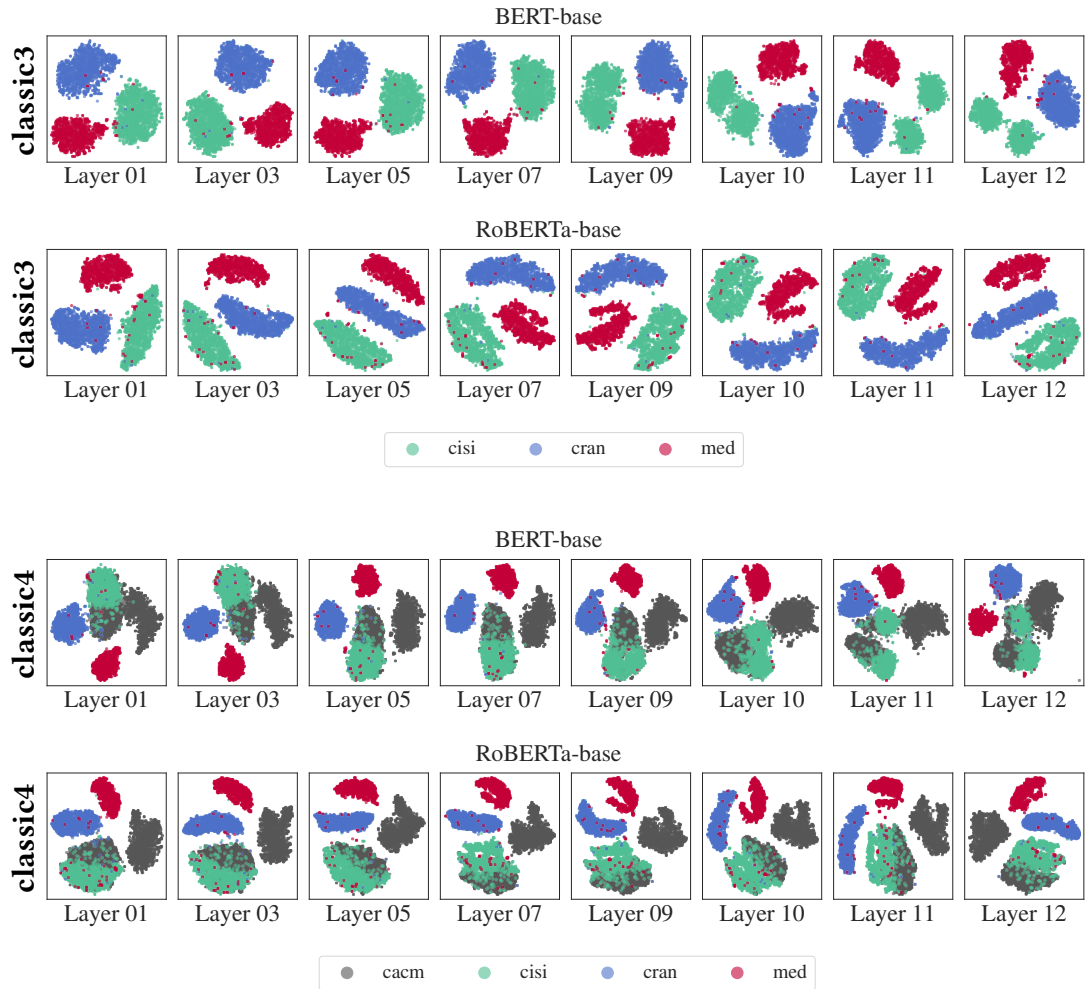 BERT-base
classic3
Layer 01 Layer 03 Layer 05 Layer 07 Layer 09 Layer 10 Layer 11 Layer 12
RoBERTa-base
classic3
Layer 01 Layer 03 Layer 05 Layer 07 Layer 09 Layer 10 Layer 11 Layer 12
cisi cran med
BERT-base
classic4
Layer 01 Layer 03 Layer 05 Layer 07 Layer 09 Layer 10 Layer 11 Layer 12
RoBERTa-base
classic4
Layer 01 Layer 03 Layer 05 Layer 07 Layer 09 Layer 10 Layer 11 Layer 12
cacm cisi cran med